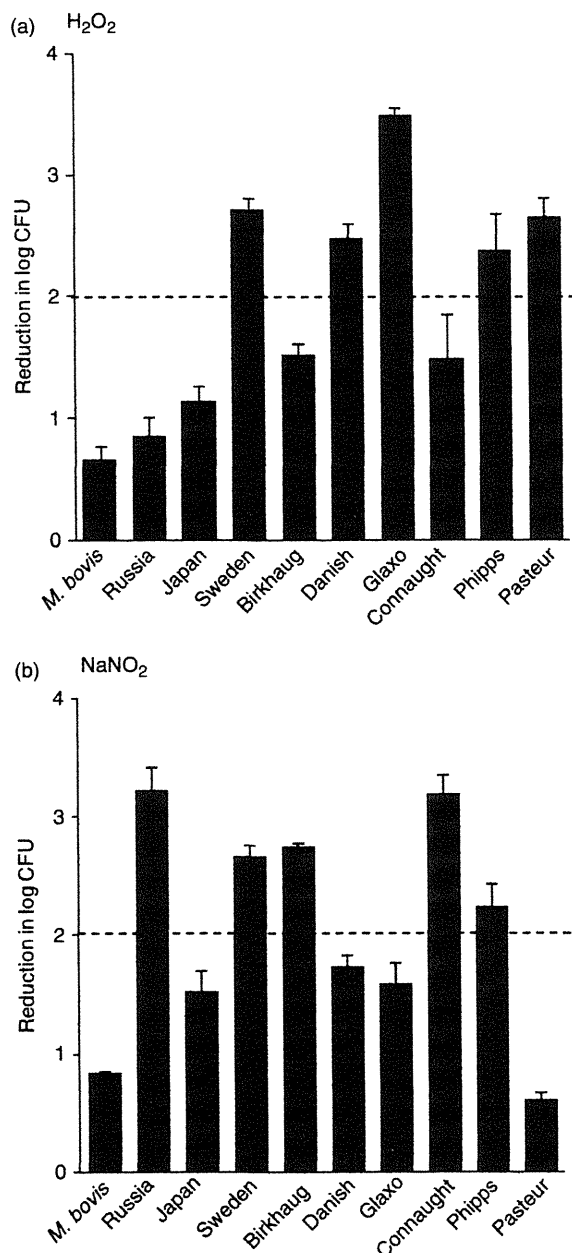 (a) H₂O₂
Reduction in log CFU
4
3
2
1
0
M. bovis
Russia
Japan
Sweden
Birkhaug
Danish
Glaxo
Connaught
Phipps
Pasteur
(b) NaNO₂
Reduction in log CFU
4
3
2
1
0
M. bovis
Russia
Japan
Sweden
Birkhaug
Danish
Glaxo
Connaught
Phipps
Pasteur